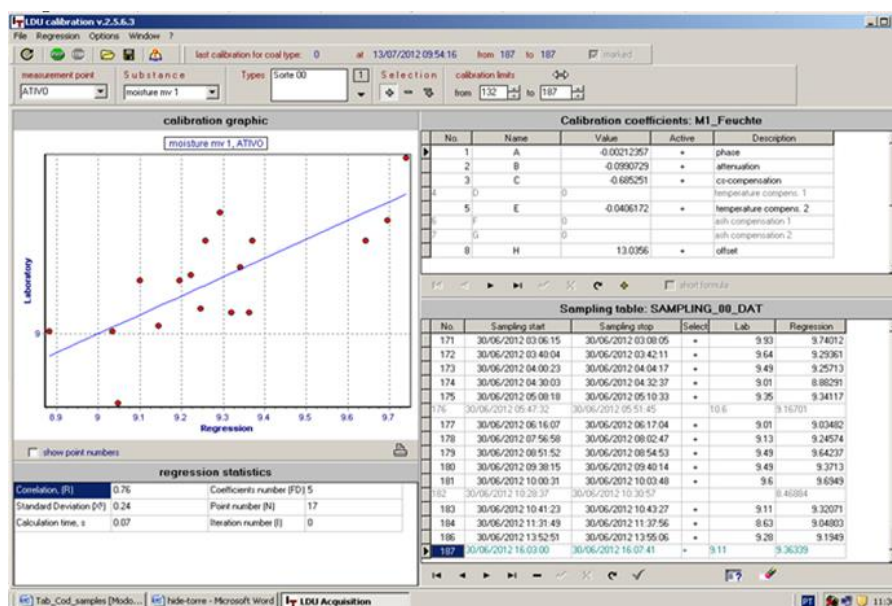 LDU calibration v.2.5.6.3
File Regression Options Window ?
last calibration for coal type: 0 at 13/07/2012 09:54:16 from 187 to 187 marked
measurement point Substance Types Sorte 00 1 Selection calibration limits
ATIVO moisture mv 1 from 132 to 187
calibration graphic
moisture mv 1, ATIVO
Laboratory
9
8.9 9 9.1 9.2 9.3 9.4 9.5 9.6 9.7
Regression
show point numbers
regression statistics
Correlation, (R) 0.76 Coefficients number (FD) 5
Standard Deviation 0.24 Point number (N) 17
Calculation time, s 0.07 Iteration number (I) 0
Calibration coefficients: M1_Feuchte
No. Name Value Active Description
1 A -0.00212357 + phase
2 B -0.0990729 + attenuation
3 C -0.685251 + cs-compensation
4 D 0 temperature compens. 1
5 E -0.0406172 + temperature compens. 2
6 F 0 ash compensation 1
7 G 0 ash compensation 2
8 H 13.0356 + offset
short formula
Sampling table: SAMPLING_00_DAT
No. Sampling start Sampling stop Select Lab Regression
171 30/06/2012 03:06:15 30/06/2012 03:08:05 + 9.93 9.74012
172 30/06/2012 03:40:04 30/06/2012 03:42:11 + 9.64 9.29361
173 30/06/2012 04:00:23 30/06/2012 04:04:17 + 9.49 9.25713
174 30/06/2012 04:30:03 30/06/2012 04:32:37 + 9.01 8.88291
175 30/06/2012 05:08:18 30/06/2012 05:10:33 + 9.35 9.34117
176 30/06/2012 05:47:32 30/06/2012 05:51:45 10.6 9.16701
177 30/06/2012 06:16:07 30/06/2012 06:17:04 + 9.01 9.03482
178 30/06/2012 07:56:58 30/06/2012 08:02:47 + 9.13 9.24574
179 30/06/2012 08:51:52 30/06/2012 08:54:53 + 9.49 9.64237
180 30/06/2012 09:38:15 30/06/2012 09:40:14 + 9.49 9.3713
181 30/06/2012 10:00:31 30/06/2012 10:03:48 + 9.6 9.6949
182 30/06/2012 10:28:37 30/06/2012 10:30:57 8.46884
183 30/06/2012 10:41:23 30/06/2012 10:43:27 + 9.11 9.32071
184 30/06/2012 11:31:49 30/06/2012 11:37:56 + 8.63 9.04803
186 30/06/2012 13:52:51 30/06/2012 13:55:06 + 9.28 9.1949
187 30/06/2012 16:03:00 30/06/2012 16:07:41 + 9.11 9.36339
Tab_Cod_samples [Modo... hide-torre - Microsoft Word LDU Acquisition PT